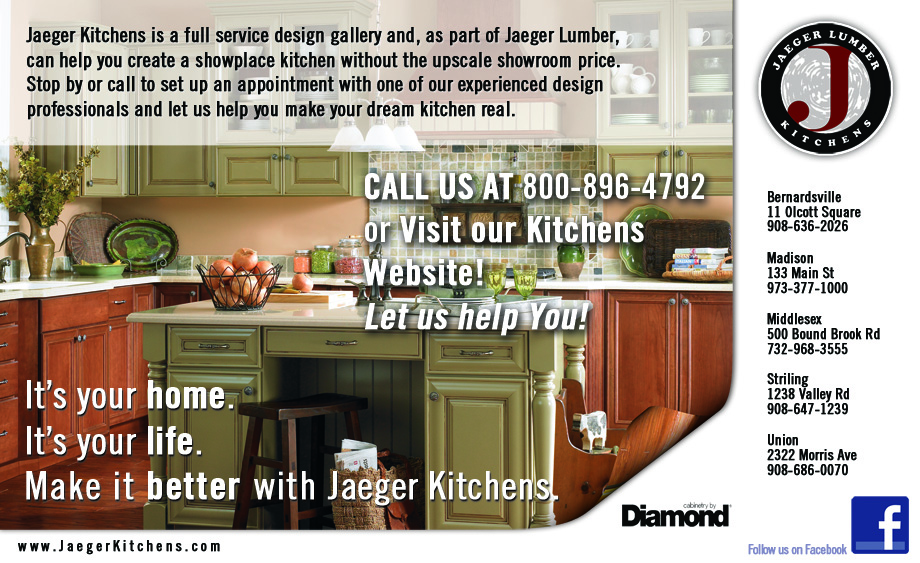 Jaeger Kitchens is a full service design gallery and, as part of Jaeger Lumber,
can help you create a showplace kitchen without the upscale showroom price.
Stop by or call to set up an appointment with one of our experienced design
professionals and let us help you make your dream kitchen real.
CALL US AT 800-896-4792
or Visit our Kitchens
Website!
Let us help You!
It's your home.
It's your life.
Make it better with Jaeger Kitchens.
www.JaegerKitchens.com
JAEGER LUMBER
J
KITCHENS
Bernardsville
11 Olcott Square
908-636-2026
Madison
133 Main St
973-377-1000
Middlesex
500 Bound Brook Rd
732-968-3555
Striling
1238 Valley Rd
908-647-1239
Union
2322 Morris Ave
908-686-0070
cabinetry by
Diamond®
Follow us on Facebook
f